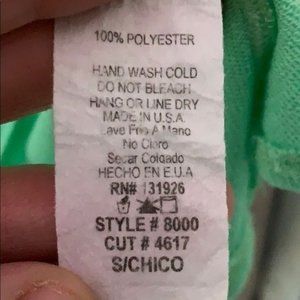 100% POLYESTER
HAND WASH COLD
DO NOT BLEACH
HANG OR LINE DRY
MADE IN U.S.A.
Lave Frio A Mano
No Cloro
Secar Colgado
HECHO EN E.U.A
RN# 131926
STYLE # 8000
CUT # 4617
S/CHICO